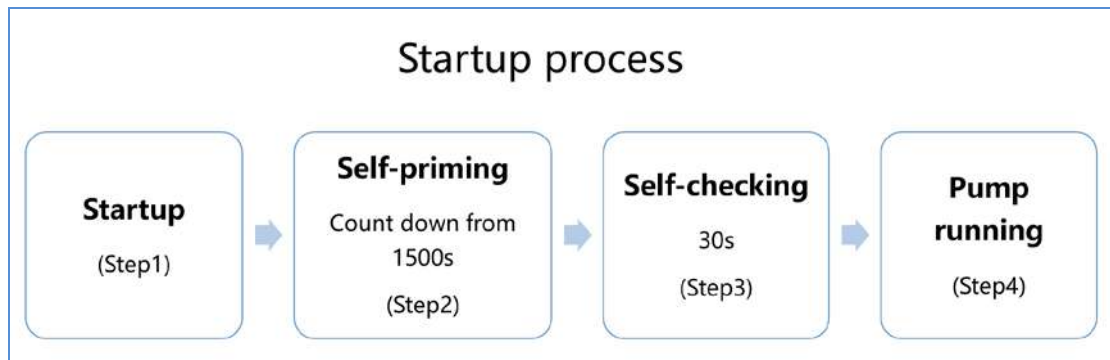 Startup process
Startup
(Step1)
Self-priming
Count down from
1500s
(Step2)
Self-checking
30s
(Step3)
Pump
running
(Step4)